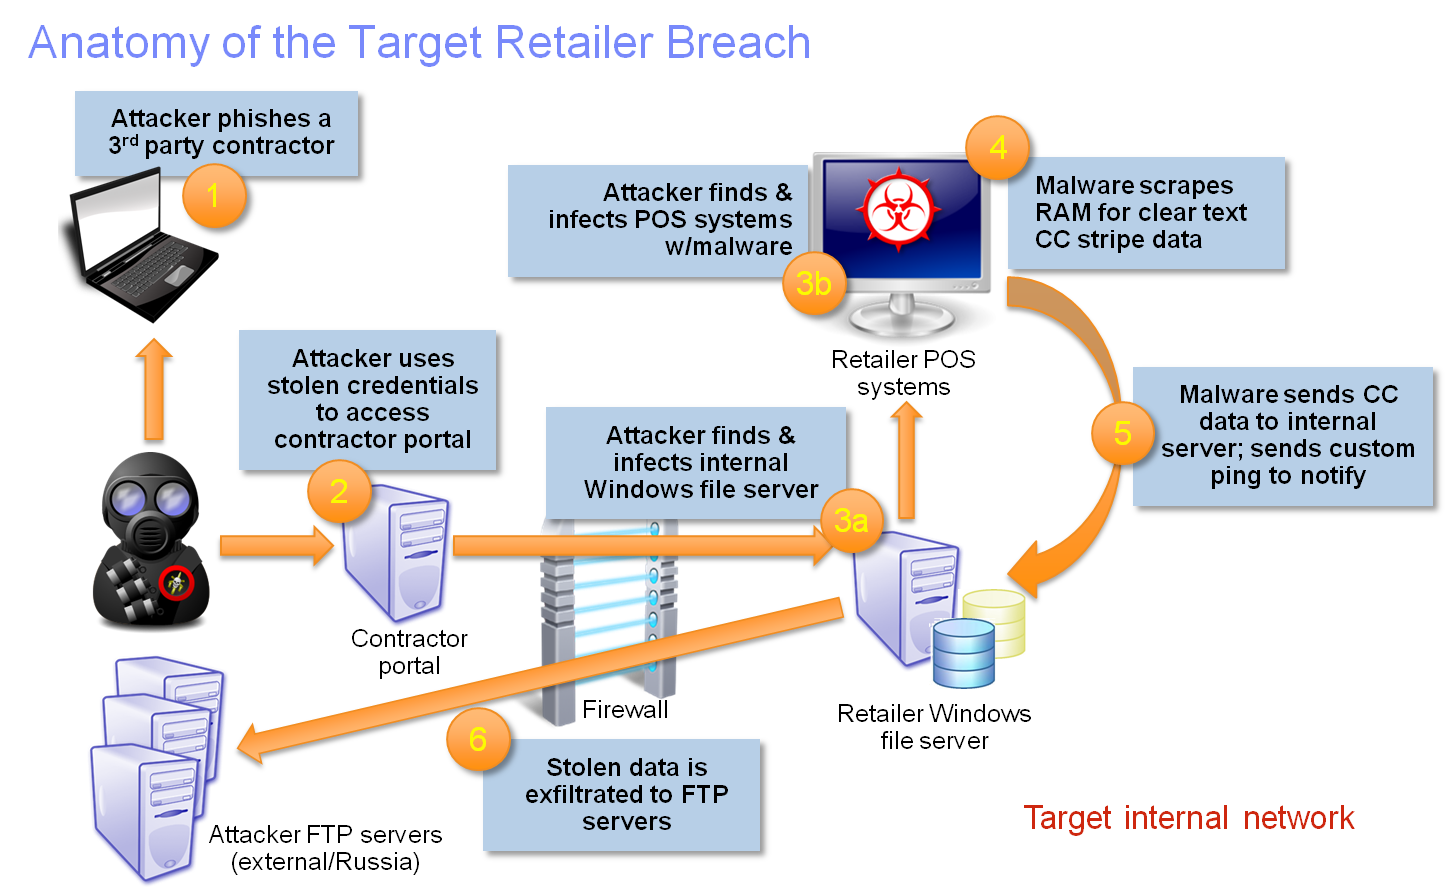 Anatomy of the Target Retailer Breach
Attacker phishes a
3rd party contractor
1
4
Malware scrapes
RAM for clear text
CC stripe data
Attacker finds &
infects POS systems
w/malware
3b
Retailer POS
systems
Attacker uses
stolen credentials
to access
contractor portal
2
Attacker finds &
infects internal
Windows file server
3a
Malware sends CC
data to internal
server; sends custom
ping to notify
5
Contractor
portal
Firewall
Retailer Windows
file server
6
Stolen data is
exfiltrated to FTP
servers
Attacker FTP servers
(external/Russia)
Target internal network